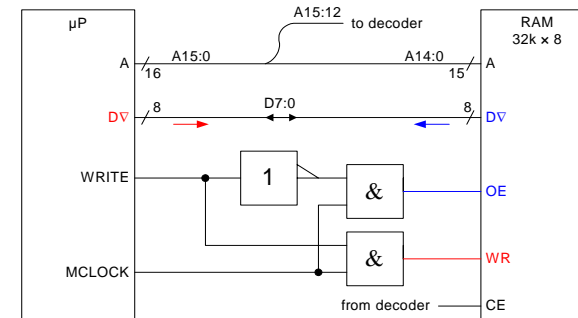 µP
A15:12
to decoder
RAM
32k × 8
A
16
A15:0
A14:0
15
A
D∇
8
D7:0
8
D∇
WRITE
1
&
OE
&
WR
MCLOCK
from decoder
CE